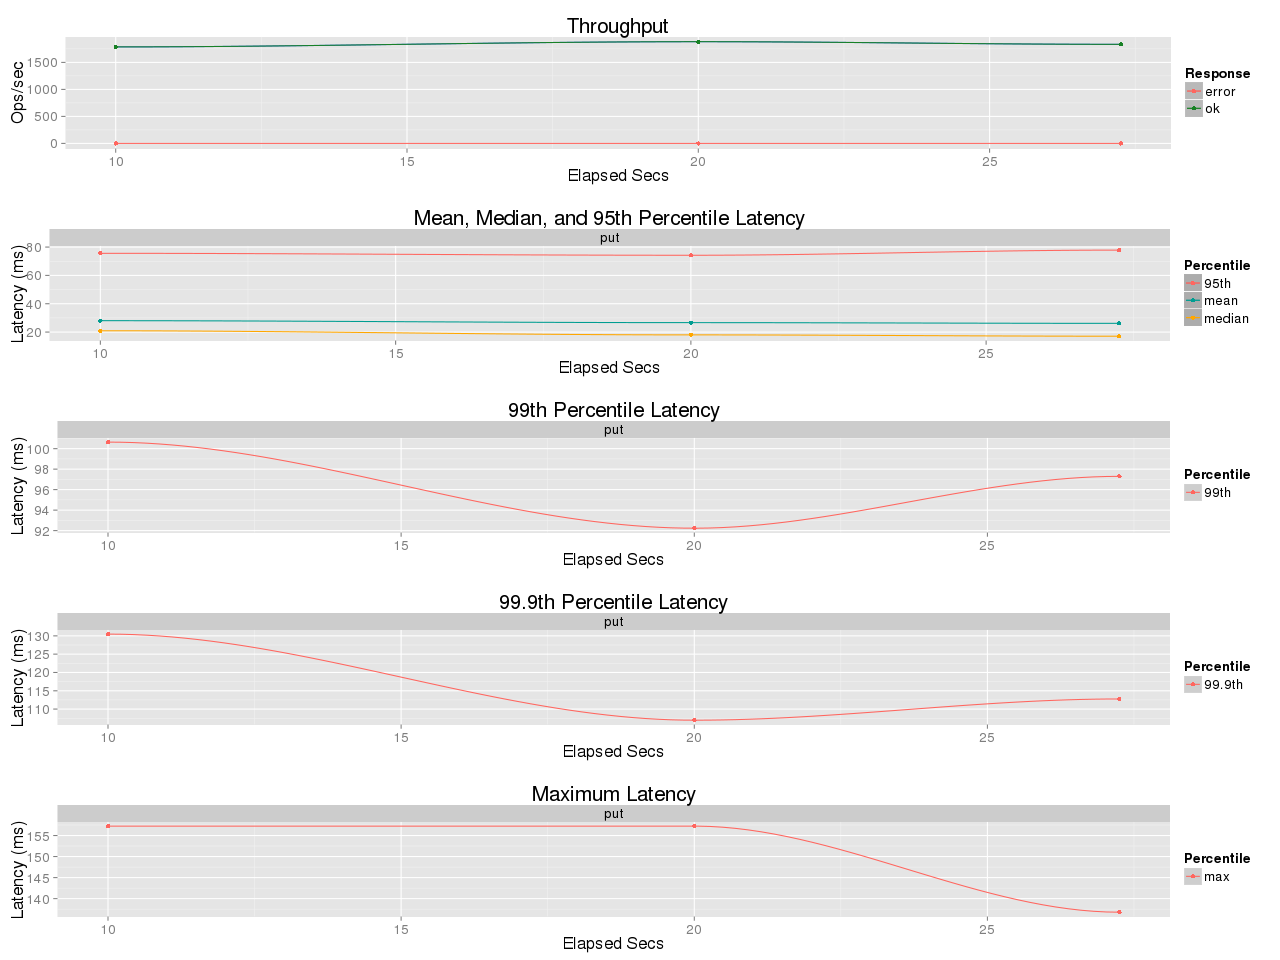 Throughput
Ops/sec
1500
1000
500
0
10 15 20 25
Elapsed Secs
Response
error
ok
Mean, Median, and 95th Percentile Latency
put
Latency (ms)
80
60
40
20
10 15 20 25
Elapsed Secs
Percentile
95th
mean
median
99th Percentile Latency
put
Latency (ms)
100
98
96
94
92
10 15 20 25
Elapsed Secs
Percentile
99th
99.9th Percentile Latency
put
Latency (ms)
130
125
120
115
110
10 15 20 25
Elapsed Secs
Percentile
99.9th
Maximum Latency
put
Latency (ms)
155
150
145
140
10 15 20 25
Elapsed Secs
Percentile
max